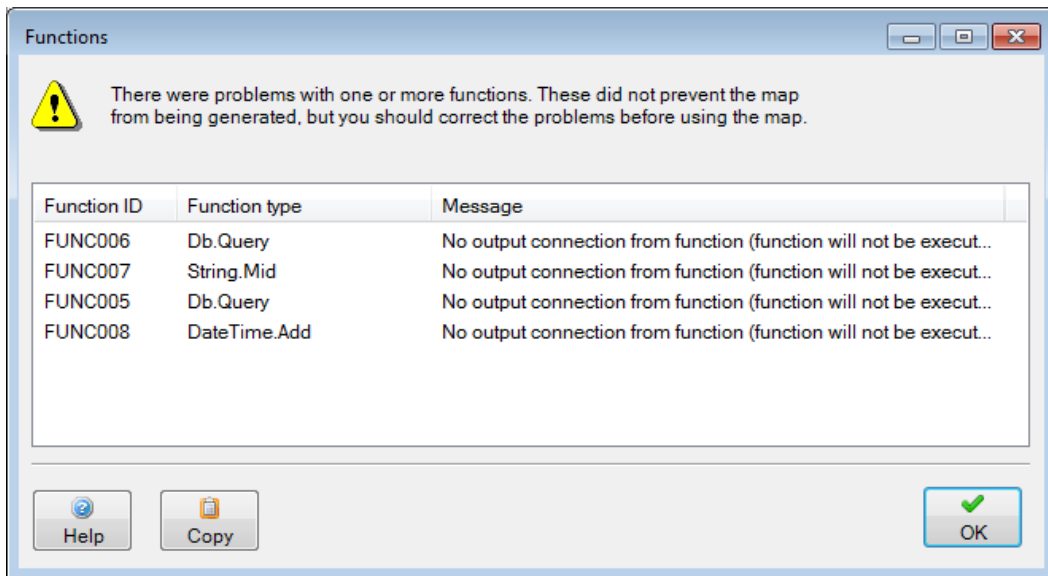 Functions
There were problems with one or more functions. These did not prevent the map
from being generated, but you should correct the problems before using the map.
Function ID Function type Message
FUNC006 Db.Query No output connection from function (function will not be execut...
FUNC007 String.Mid No output connection from function (function will not be execut...
FUNC005 Db.Query No output connection from function (function will not be execut...
FUNC008 DateTime.Add No output connection from function (function will not be execut...
Help Copy OK